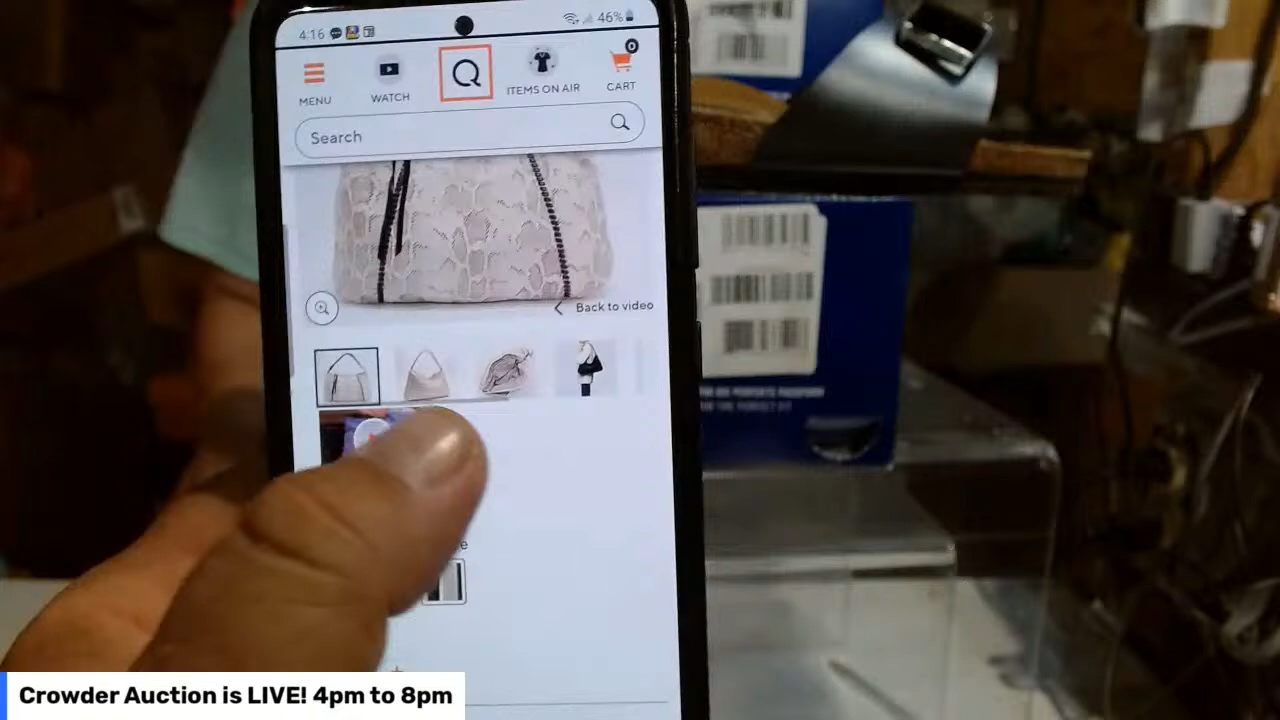 4:16
46%
MENU
WATCH
Q
ITEMS ON AIR
0
CART
Search
Back to video
Crowder Auction is LIVE! 4pm to 8pm